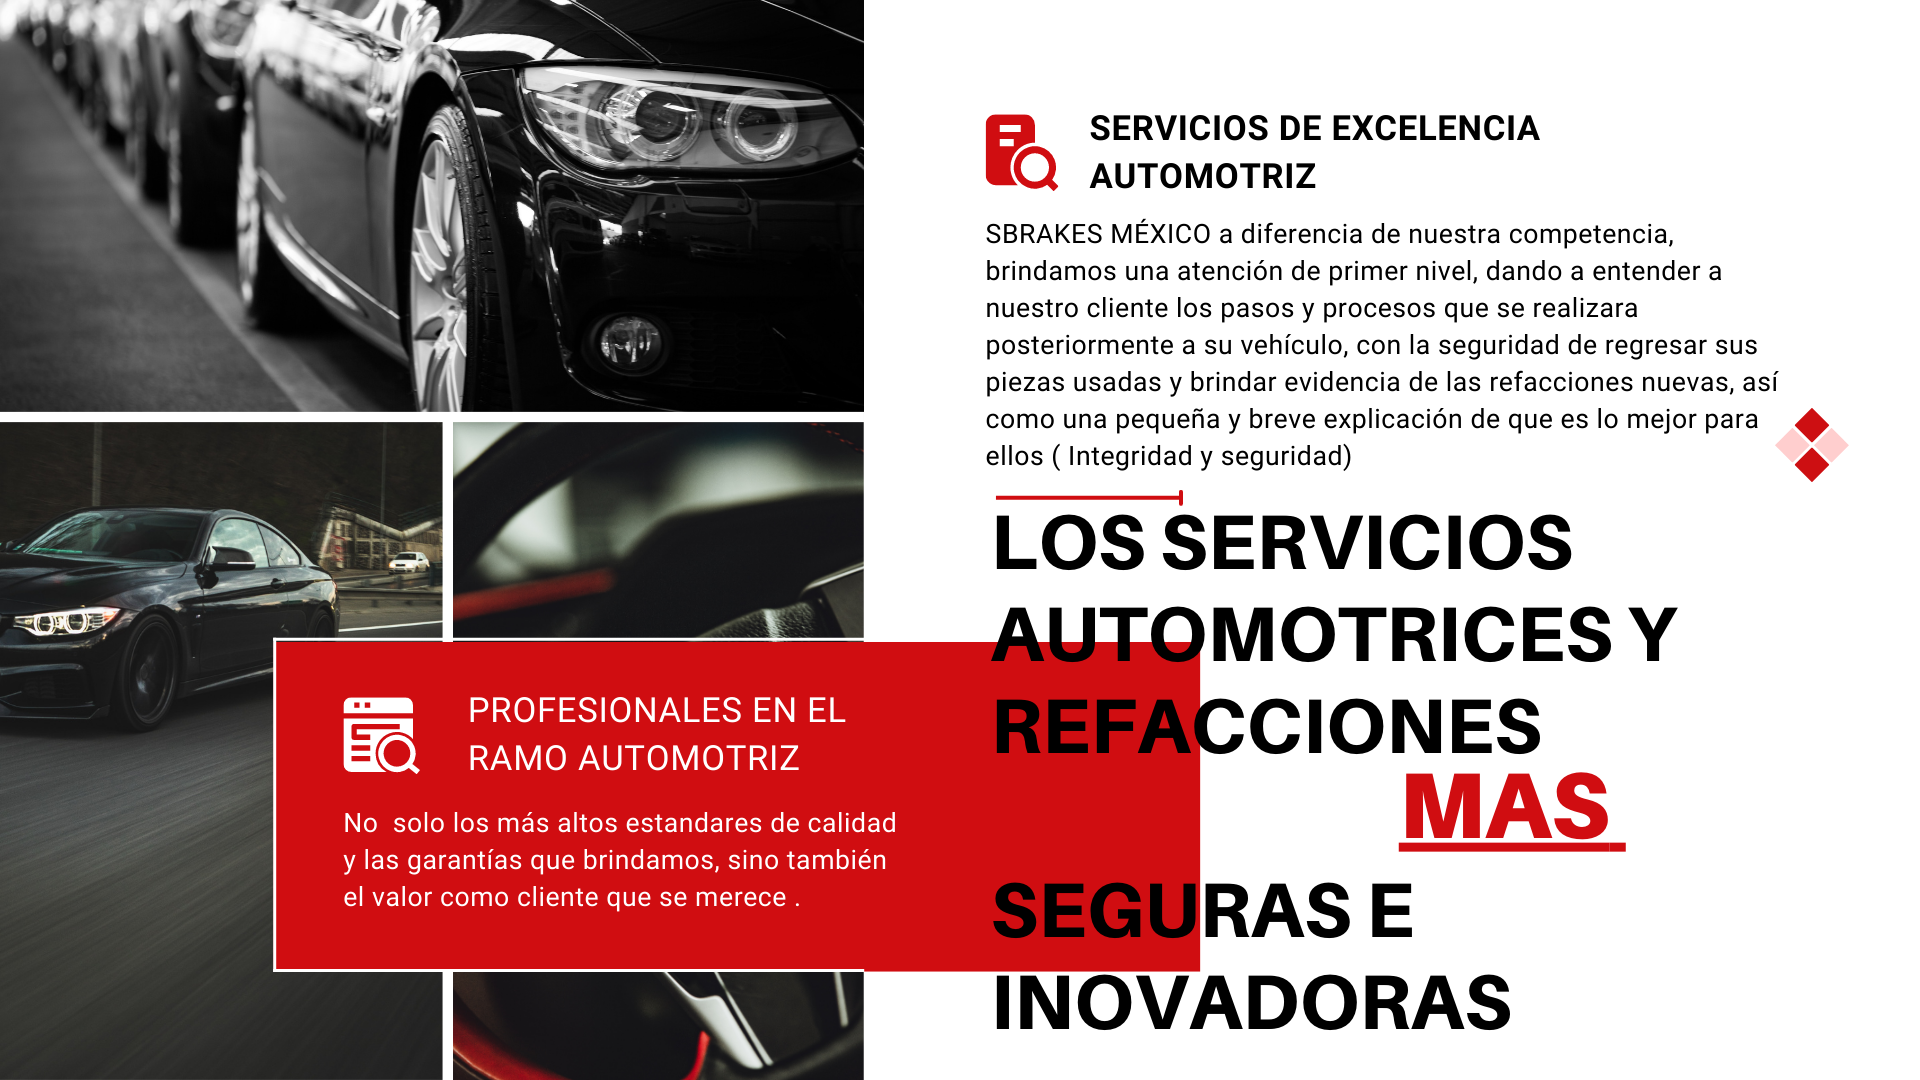 SERVICIOS DE EXCELENCIA
AUTOMOTRIZ
SBRAKES MÉXICO a diferencia de nuestra competencia,
brindamos una atención de primer nivel, dando a entender a
nuestro cliente los pasos y procesos que se realizara
posteriormente a su vehículo, con la seguridad de regresar sus
piezas usadas y brindar evidencia de las refacciones nuevas, así
como una pequeña y breve explicación de que es lo mejor para
ellos ( Integridad y seguridad)
LOS SERVICIOS
AUTOMOTRICES Y
REFACCIONES
MAS
SEGURAS E
INOVADORAS
PROFESIONALES EN EL
RAMO AUTOMOTRIZ
No  solo los más altos estandares de calidad
y las garantías que brindamos, sino también
el valor como cliente que se merece .